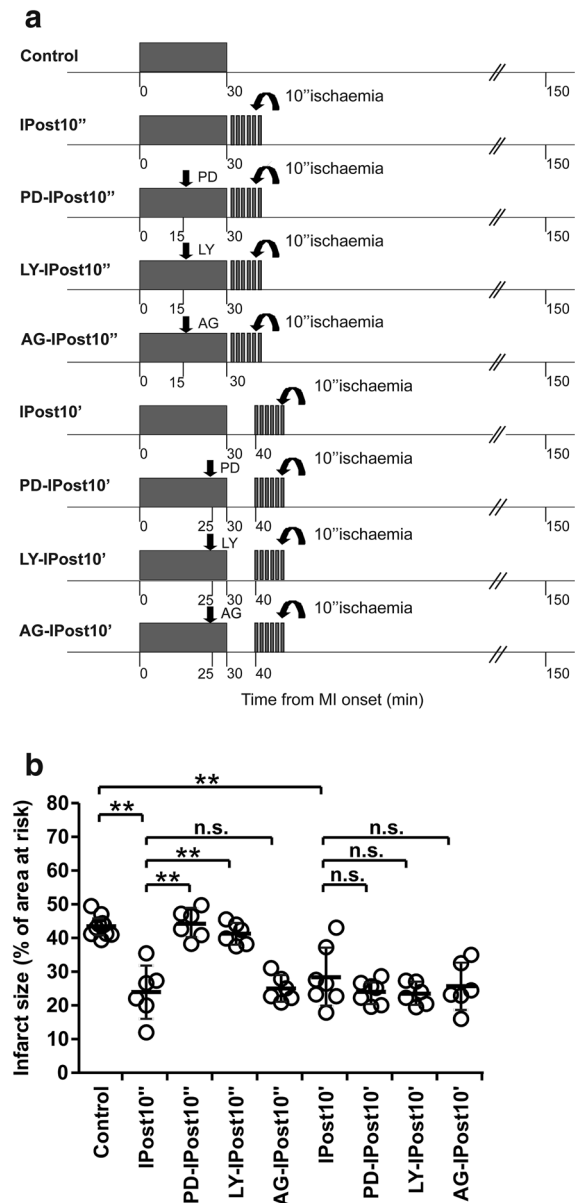 a
Control
0 30 150
10''ischaemia
IPost10''
0 30 150
PD
10''ischaemia
PD-IPost10''
0 15 30 150
LY
10''ischaemia
LY-IPost10''
0 15 30 150
AG
10''ischaemia
AG-IPost10''
0 15 30 150
10''ischaemia
IPost10'
0 30 40 150
PD
10''ischaemia
PD-IPost10'
0 25 30 40 150
LY
10''ischaemia
LY-IPost10'
0 25 30 40 150
AG
10''ischaemia
AG-IPost10'
0 25 30 40 150
Time from MI onset (min)
b
Infarct size (% of area at risk)
80
70
60
50
40
30
20
10
0
**
**
n.s.
**
**
n.s.
n.s.
n.s.
Control
IPost10''
PD-IPost10''
LY-IPost10''
AG-IPost10''
IPost10'
PD-IPost10'
LY-IPost10'
AG-IPost10'